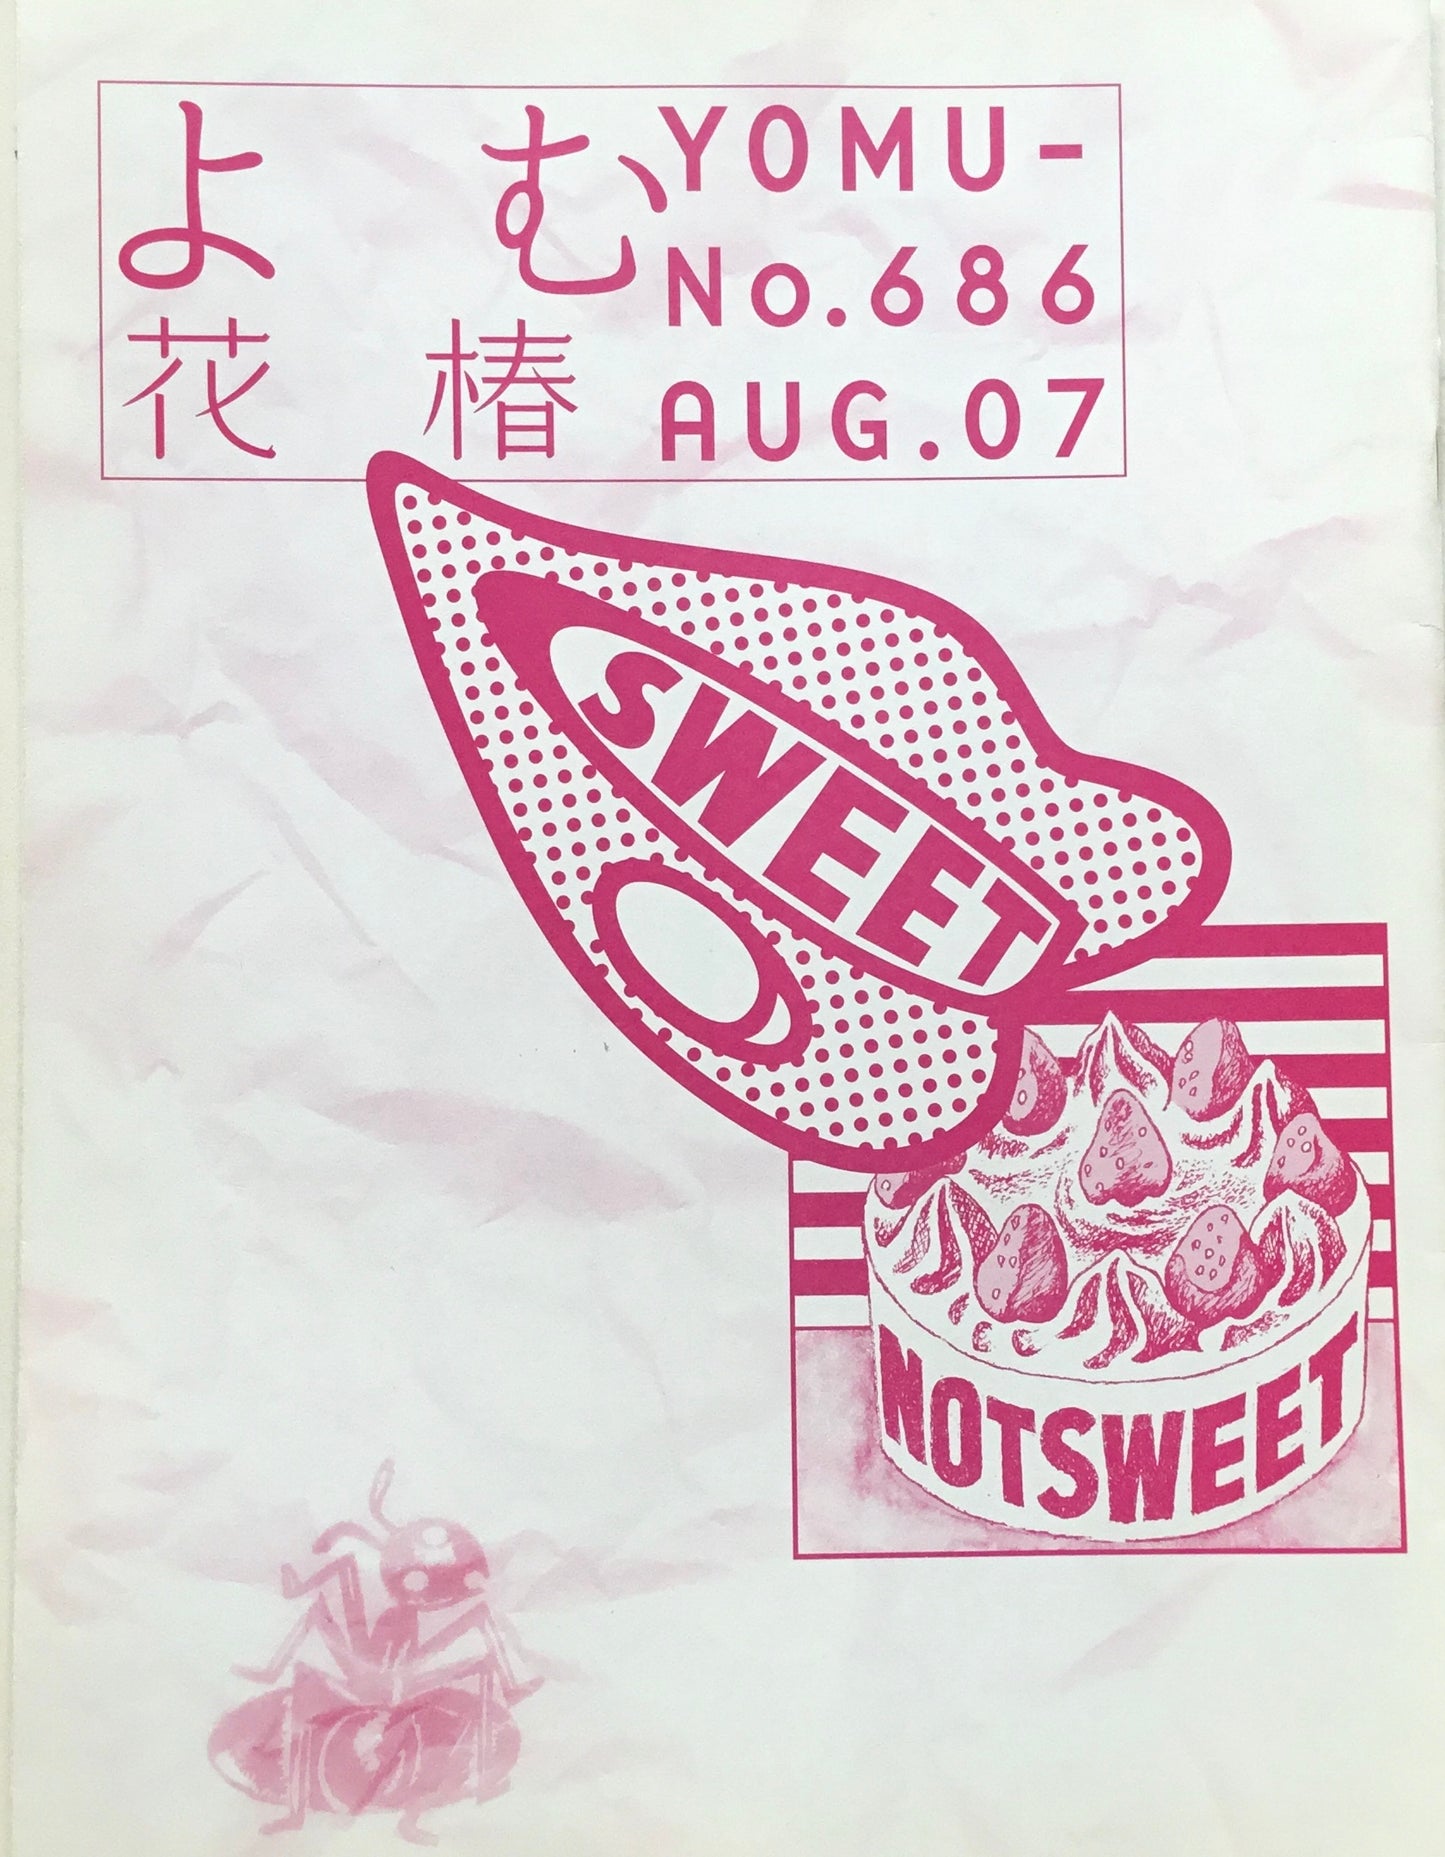 よむ
花椿
YOMU-
No.686
AUG.07
SWEET
NOTSWEET